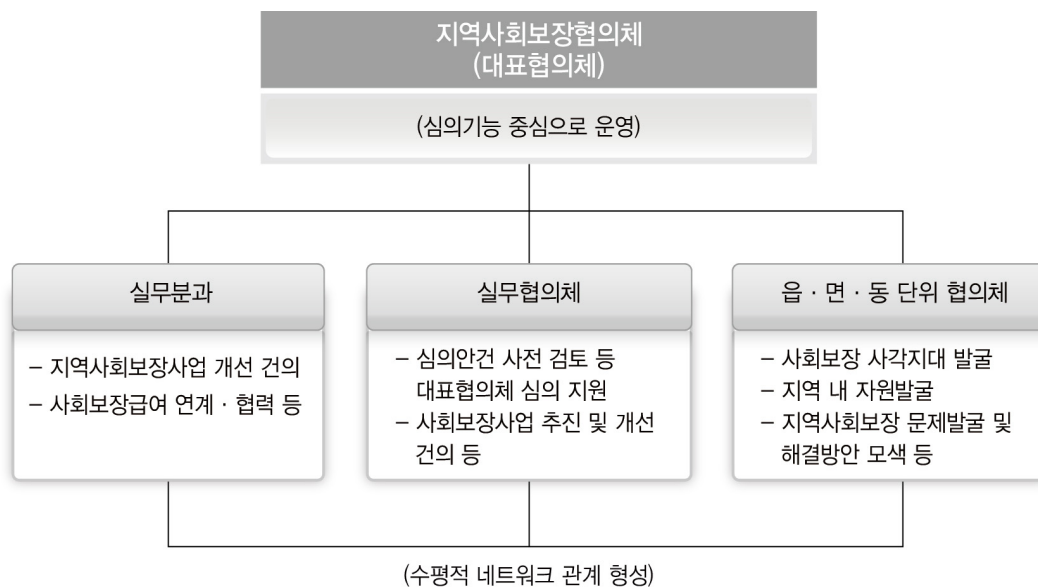 지역사회보장협의체
(대표협의체)
(심의기능 중심으로 운영)
실무분과
– 지역사회보장사업 개선 건의
– 사회보장급여 연계 · 협력 등
실무협의체
– 심의안건 사전 검토 등
대표협의체 심의 지원
– 사회보장사업 추진 및 개선
건의 등
읍 · 면 · 동 단위 협의체
– 사회보장 사각지대 발굴
– 지역 내 자원발굴
– 지역사회보장 문제발굴 및
해결방안 모색 등
(수평적 네트워크 관계 형성)